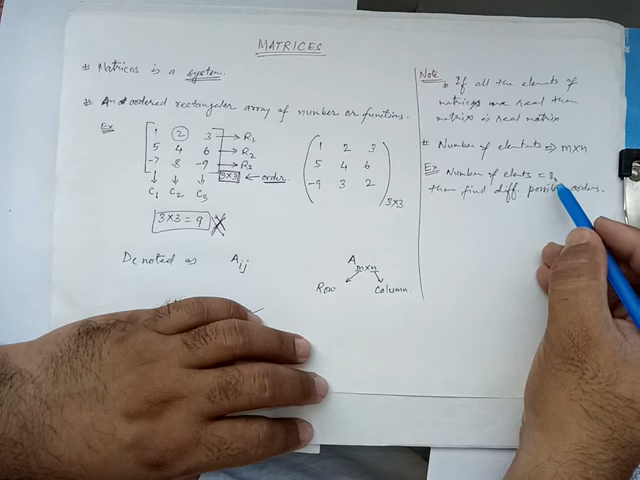 MATRICES
# Matrices is a system.
# An ordered rectangular array of number or functions.
Ex
1 2 3 → R1
5 4 6 → R2
-7 8 -9 → R3
3×3 ← order
↓ ↓ ↓
C1 C2 C3
3×3 = 9
1 2 3
5 4 6
-9 3 2
3×3
Denoted as Aij
Am×n
Row Column.
Note
# If all the elements of
matrices are real then
matrix is real matrix
# Number of elements ⇒ m×n
Ex Number of elents = 8,
then find diff. possible orders.